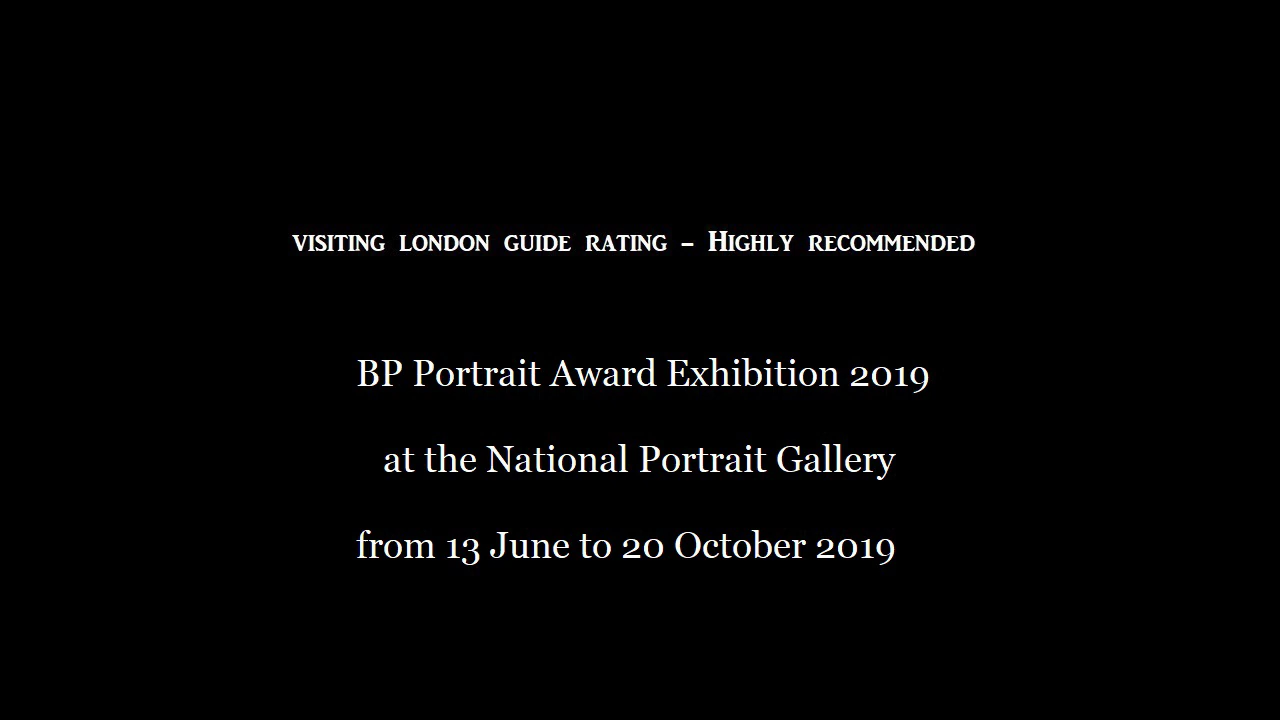 visiting london guide rating – Highly recommended
BP Portrait Award Exhibition 2019
at the National Portrait Gallery
from 13 June to 20 October 2019